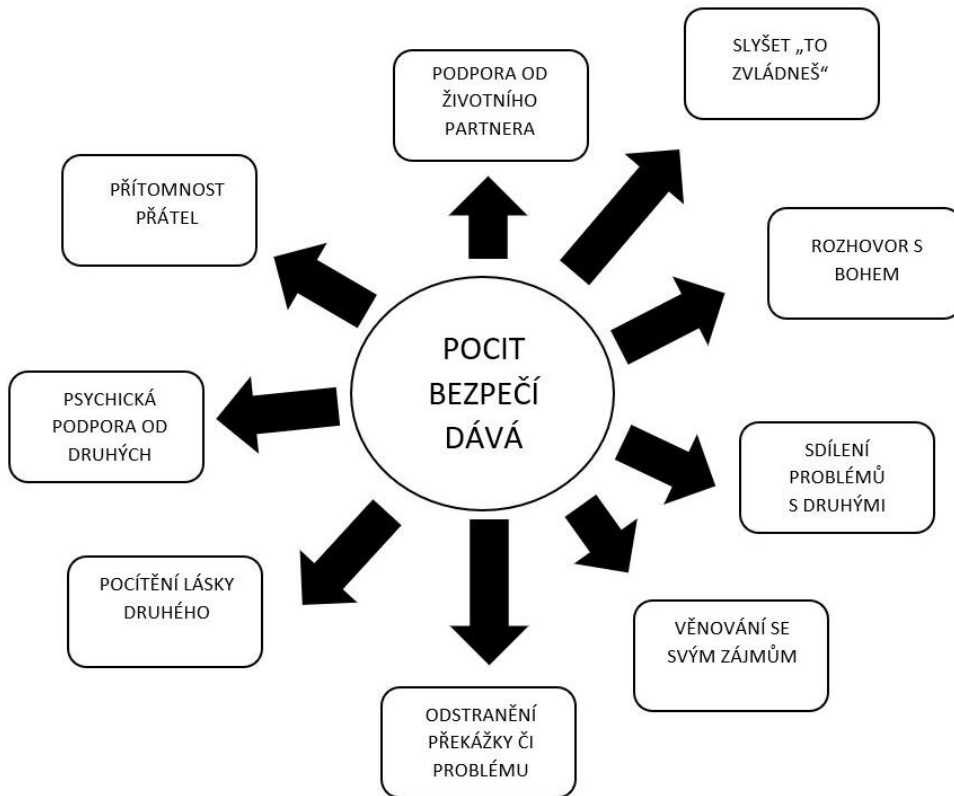 SLYŠET „TO
ZVLÁDNEŠ“
PODPORA OD
ŽIVOTNÍHO
PARTNERA
PŘÍTOMNOST
PŘÁTEL
ROZHOVOR S
BOHEM
POCIT
BEZPEČÍ
DÁVÁ
PSYCHICKÁ
PODPORA OD
DRUHÝCH
SDÍLENÍ
PROBLÉMŮ
S DRUHÝMI
POCÍTĚNÍ LÁSKY
DRUHÉHO
VĚNOVÁNÍ SE
SVÝM ZÁJMŮM
ODSTRANĚNÍ
PŘEKÁŽKY ČI
PROBLÉMU